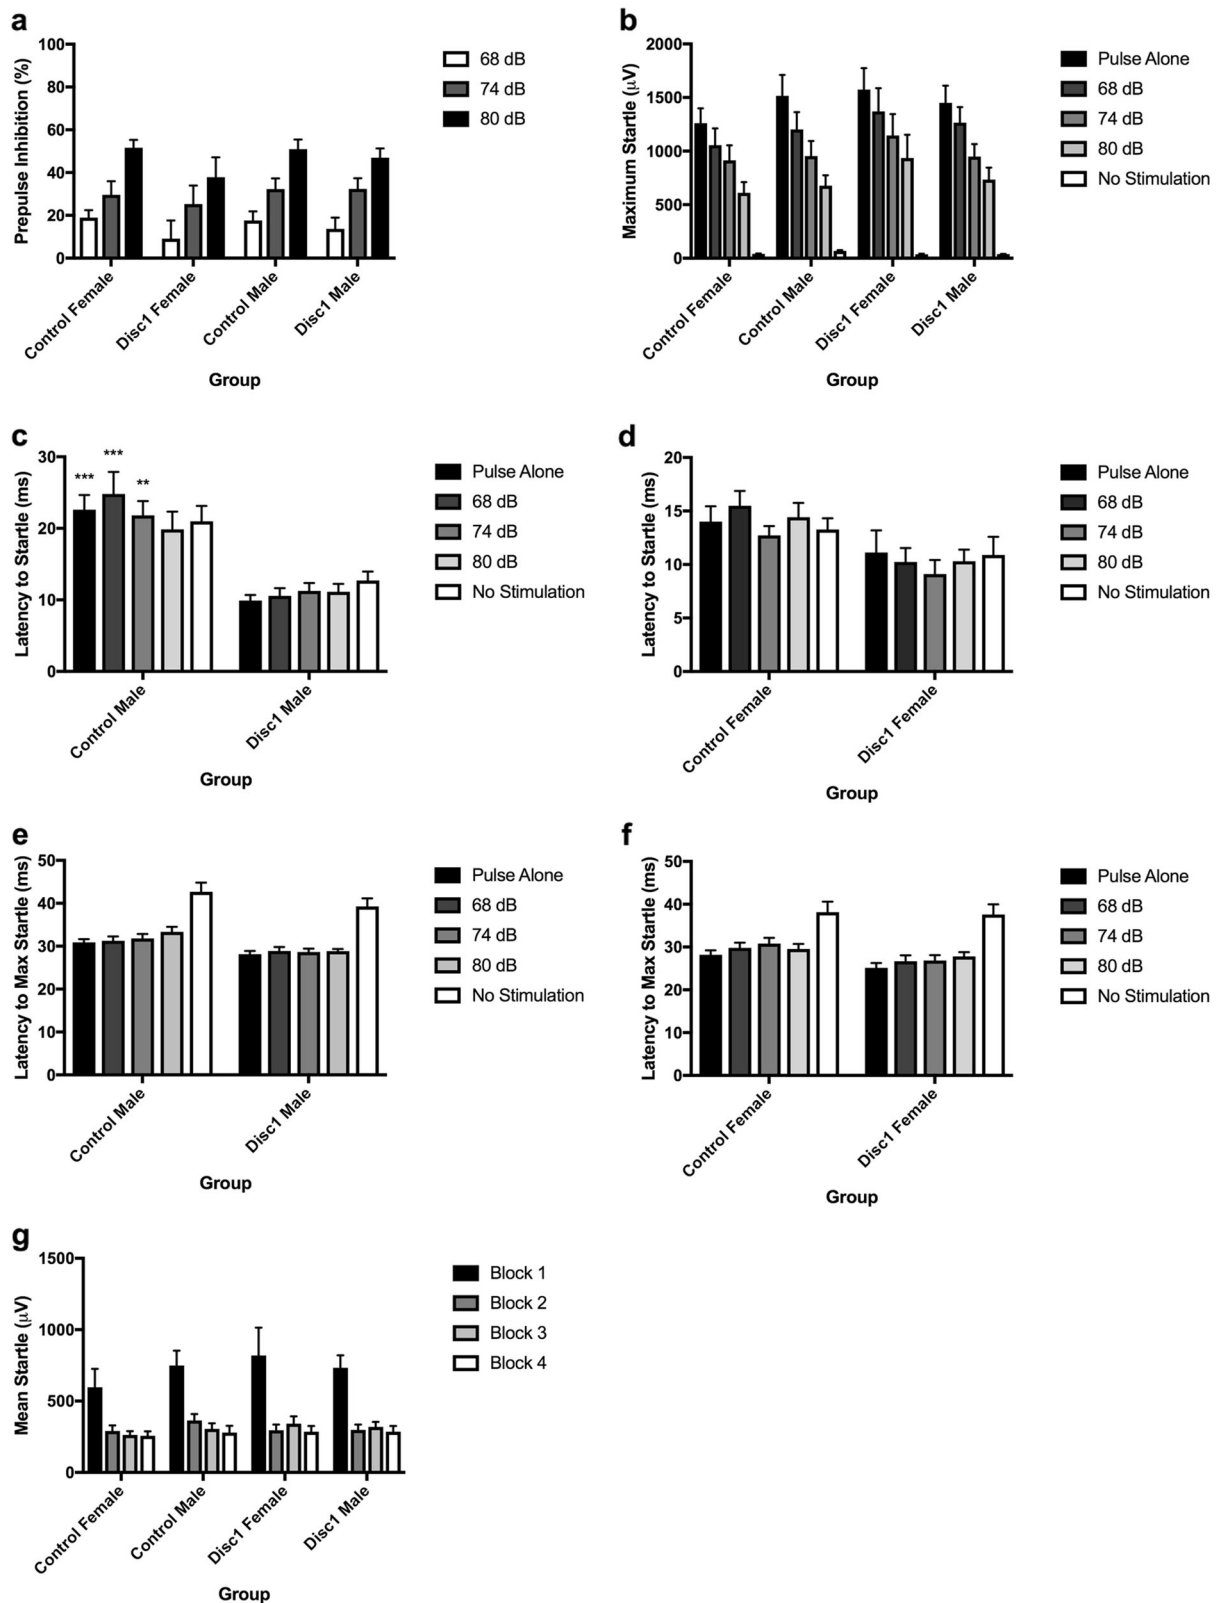 a
Prepulse Inhibition (%)
100
80
60
40
20
0
Control Female
Disc1 Female
Control Male
Disc1 Male
Group
68 dB
74 dB
80 dB
b
Maximum Startle (µV)
2000
1500
1000
500
0
Control Female
Control Male
Disc1 Female
Disc1 Male
Group
Pulse Alone
68 dB
74 dB
80 dB
No Stimulation
c
Latency to Startle (ms)
30
20
10
0
***
***
**
Control Male
Disc1 Male
Group
Pulse Alone
68 dB
74 dB
80 dB
No Stimulation
d
Latency to Startle (ms)
20
15
10
5
0
Control Female
Disc1 Female
Group
Pulse Alone
68 dB
74 dB
80 dB
No Stimulation
e
Latency to Max Startle (ms)
50
40
30
20
10
0
Control Male
Disc1 Male
Group
Pulse Alone
68 dB
74 dB
80 dB
No Stimulation
f
Latency to Max Startle (ms)
50
40
30
20
10
0
Control Female
Disc1 Female
Group
Pulse Alone
68 dB
74 dB
80 dB
No Stimulation
g
Mean Startle (µV)
1500
1000
500
0
Control Female
Control Male
Disc1 Female
Disc1 Male
Group
Block 1
Block 2
Block 3
Block 4